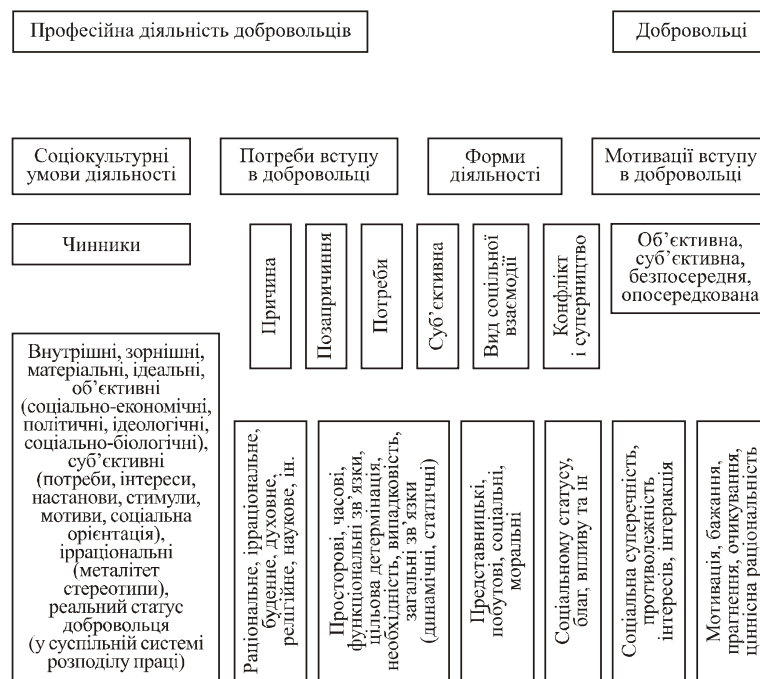 Професійна діяльність добровольців
Добровольці
Соціокультурні
умови діяльності
Потреби вступу
в добровольці
Форми
діяльності
Мотивації вступу
в добровольці
Чинники
Причина
Позапричиння
Потреби
Суб’єктивна
Вид соцільної
взаємодії
Конфлікт
і суперництво
Об’єктивна,
суб’єктивна,
безпосередня,
опосередкована
Внутрішні, зорнішні,
матеріальні, ідеальні,
об’єктивні
(соціально-економічні,
політичні, ідеологічні,
соціально-біологічні),
суб’єктивні
(потреби, інтереси,
настанови, стимули,
мотиви, соціальна
орієнтація),
ірраціональні
(металітет
стереотипи),
реальний статус
добровольця
(у суспільній системі
розподілу праці)
Раціональне, ірраціональне,
буденне, духовне,
релігійне, наукове, ін.
Просторові, часові,
функціональні зв’язки,
цільова детермінація,
необхідність, випадковість,
загальні зв’язки
(динамічні, статичні)
Представницькі,
побутові, соціальні,
моральні
Соціальному статусу,
благ, впливу та ін
Соціальна суперечність,
противолежність
інтересів, інтеракція
Мотивація, бажання,
прагнення, очикування,
ціннісна раціональність